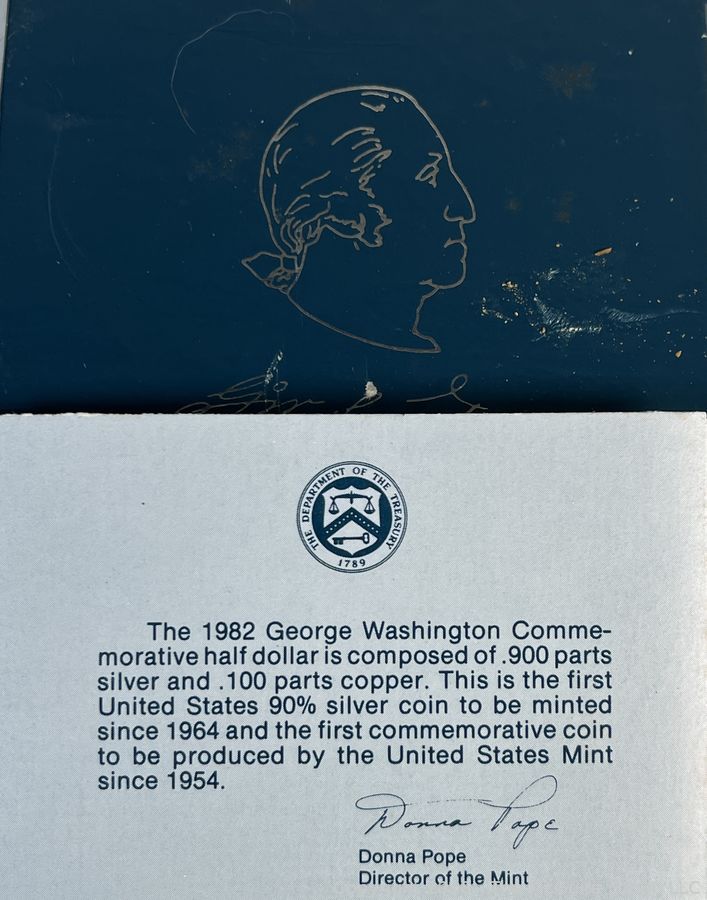 THE DEPARTMENT OF THE TREASURY
1789
The 1982 George Washington Comme-
morative half dollar is composed of .900 parts
silver and .100 parts copper. This is the first
United States 90% silver coin to be minted
since 1964 and the first commemorative coin
to be produced by the United States Mint
since 1954.
Donna Pope
Donna Pope
Director of the Mint
LLC